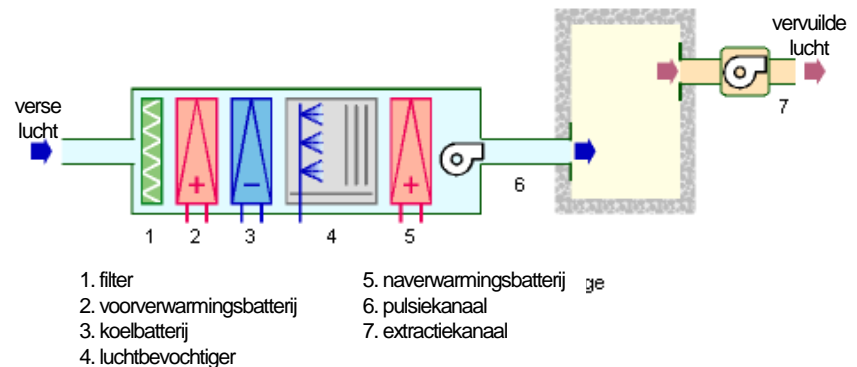 vervuilde
lucht
verse
lucht
+
−
+
7
6
1 2 3 4 5
1. filter
2. voorverwarmingsbatterij
3. koelbatterij
4. luchtbevochtiger
5. naverwarmingsbatterij ge
6. pulsiekanaal
7. extractiekanaal